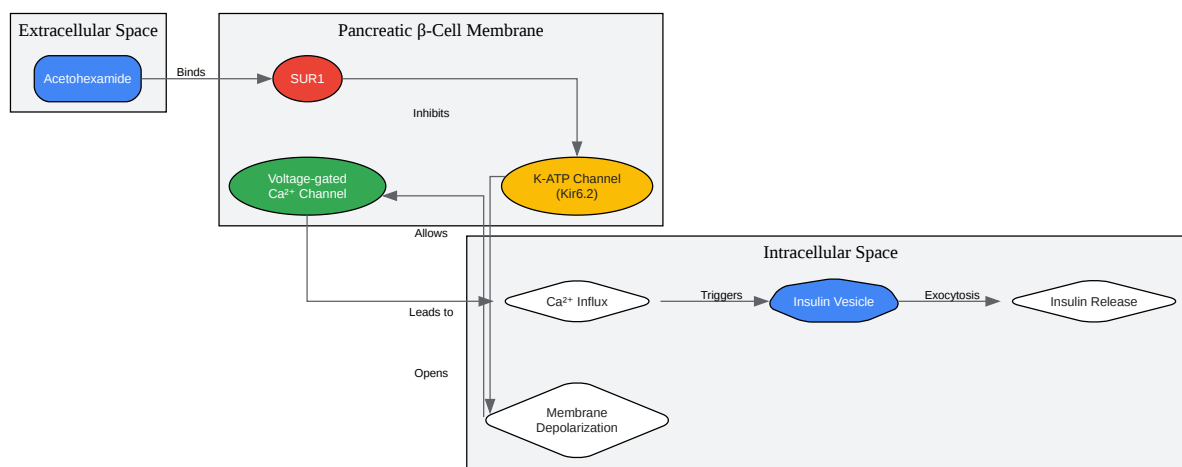 Extracellular Space
Acetohexamide
Binds
Pancreatic β-Cell Membrane
SUR1
Inhibits
Voltage-gated
Ca²⁺ Channel
K-ATP Channel
(Kir6.2)
Allows
Intracellular Space
Ca²⁺ Influx
Triggers
Insulin Vesicle
Exocytosis
Insulin Release
Leads to
Opens
Membrane
Depolarization